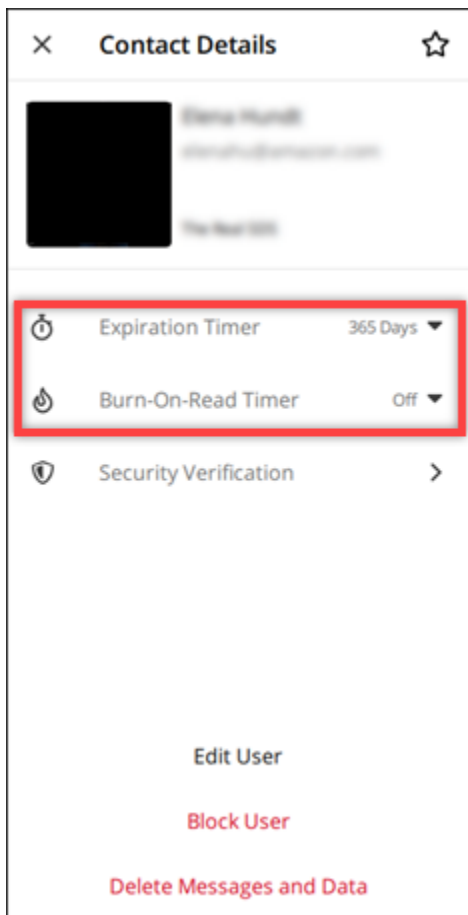 Contact Details
Expiration Timer 365 Days
Burn-On-Read Timer Off
Security Verification
Edit User
Block User
Delete Messages and Data